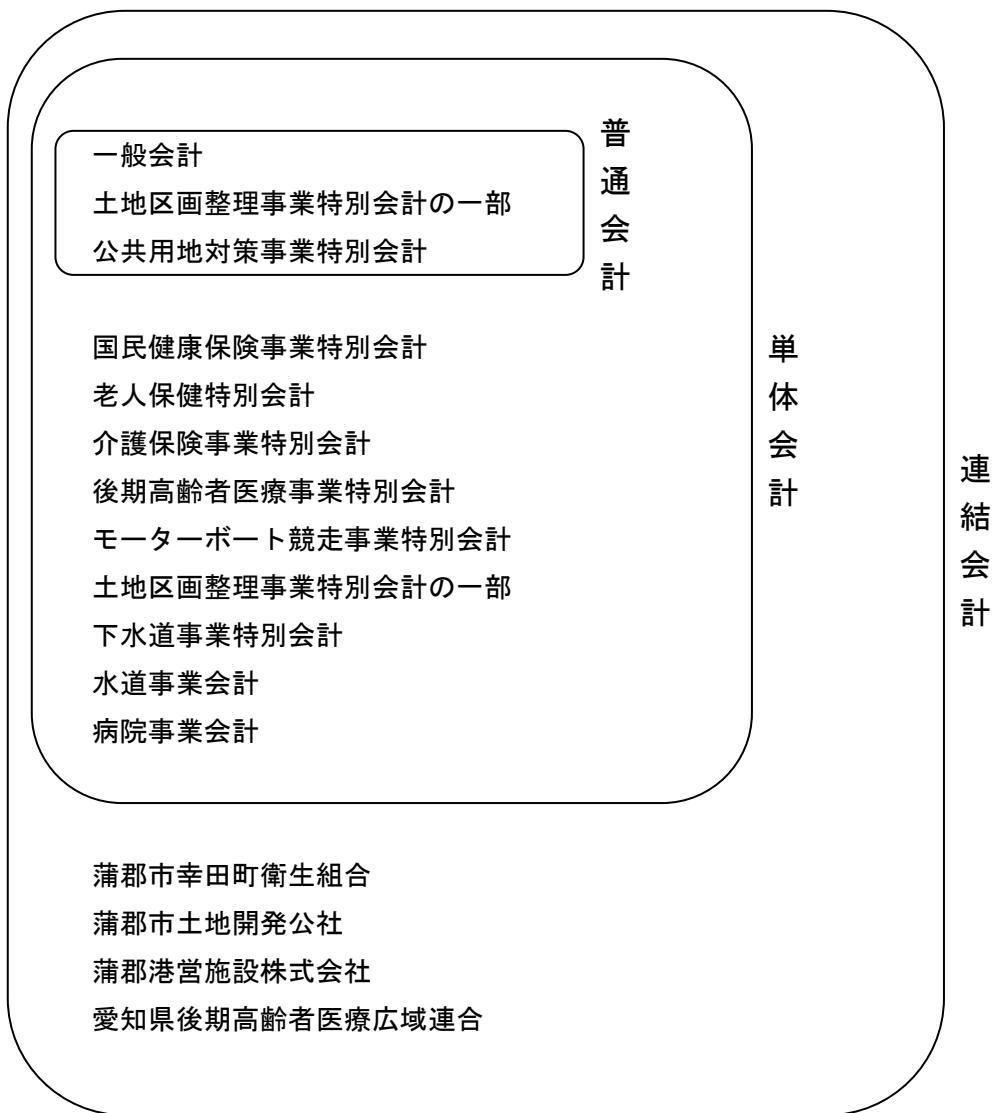 一般会計
土地区画整理事業特別会計の一部
公共用地対策事業特別会計
普通会計
国民健康保険事業特別会計
老人保健特別会計
介護保険事業特別会計
後期高齢者医療事業特別会計
モーターボート競走事業特別会計
土地区画整理事業特別会計の一部
下水道事業特別会計
水道事業会計
病院事業会計
単体会計
蒲郡市幸田町衛生組合
蒲郡市土地開発公社
蒲郡港営施設株式会社
愛知県後期高齢者医療広域連合
連結会計